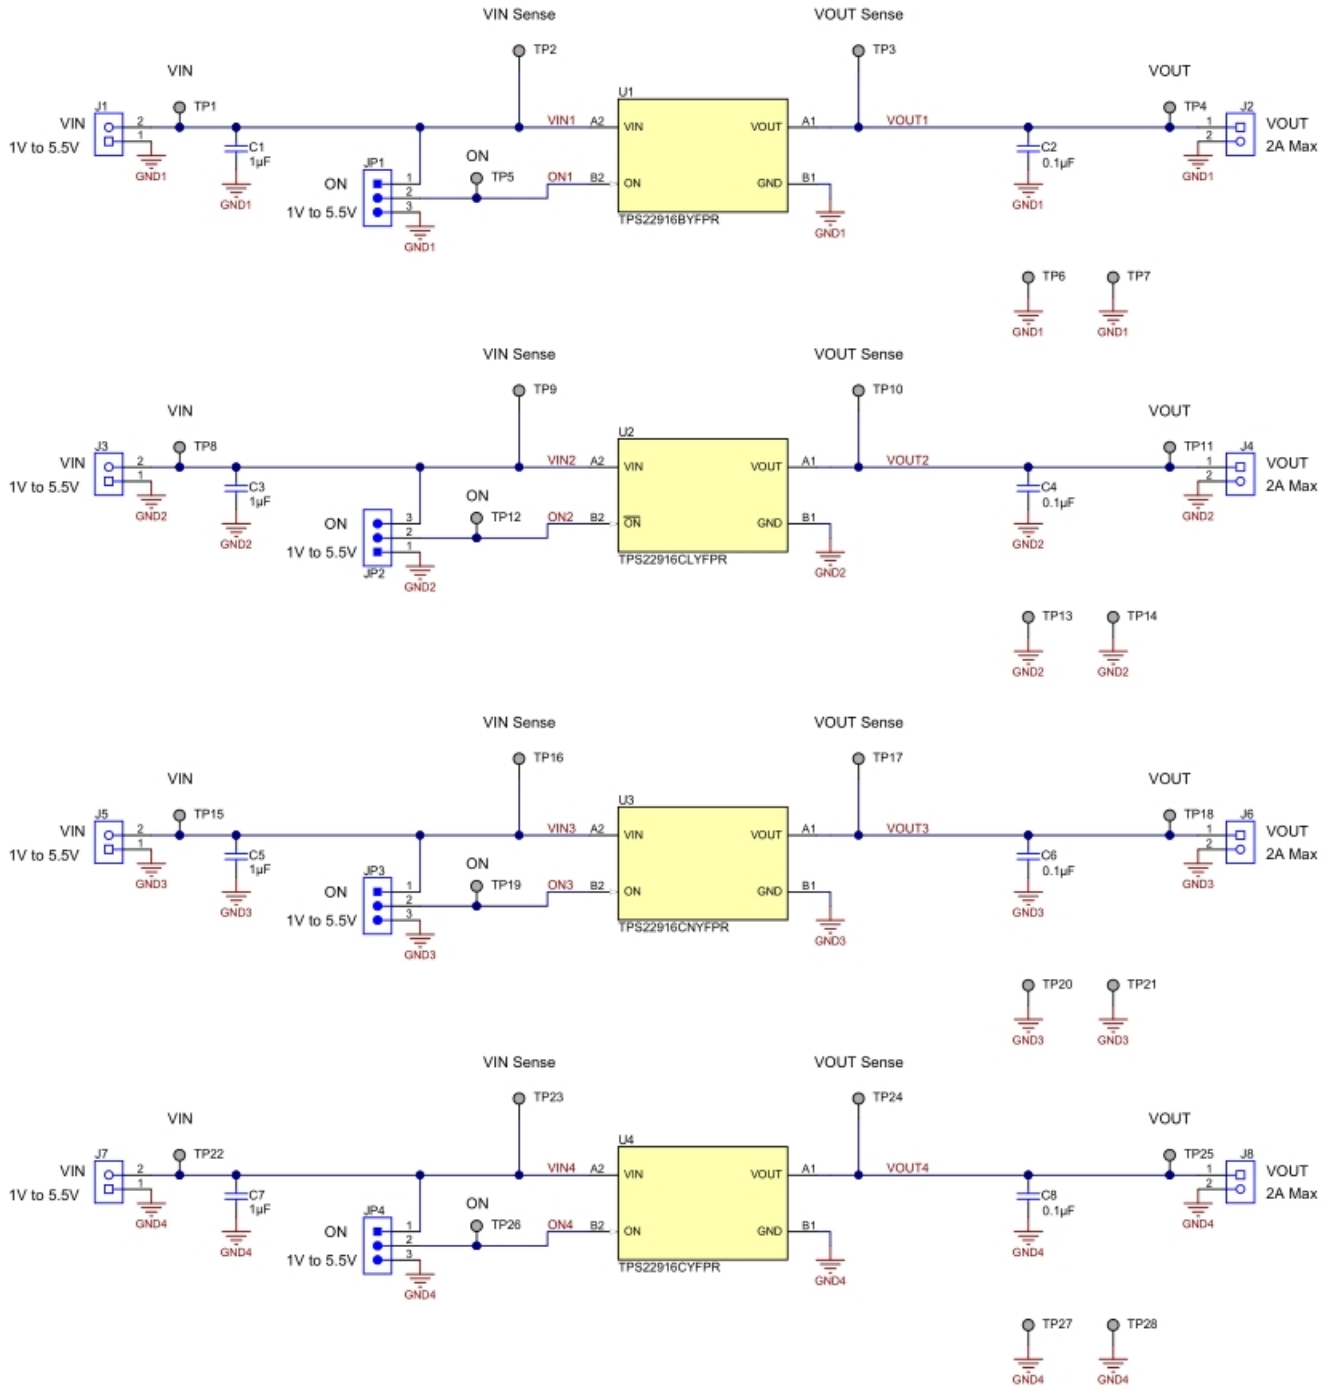 VIN Sense
VOUT Sense
TP2
TP3
VIN
VOUT
J1
TP1
U1
TP4
J2
VIN
2
VIN1
A2
VIN
VOUT
A1
VOUT1
1
VOUT
1V to 5.5V
1
C1
1µF
C2
0.1µF
2
2A Max
GND1
GND1
JP1
ON
TP5
ON
1
2
3
1V to 5.5V
ON1
B2
ON
GND
B1
GND1
GND1
GND1
GND1
TPS22916BYFPR
TP6
TP7
GND1
GND1
VIN Sense
VOUT Sense
TP9
TP10
VIN
VOUT
J3
TP8
U2
TP11
J4
VIN
2
VIN2
A2
VIN
VOUT
A1
VOUT2
1
VOUT
1V to 5.5V
1
C3
1µF
C4
0.1µF
2
2A Max
GND2
GND2
ON
TP12
ON
3
2
1
1V to 5.5V
JP2
ON2
B2
ON
GND
B1
GND2
GND2
GND2
GND2
TPS22916CLYFPR
TP13
TP14
GND2
GND2
VIN Sense
VOUT Sense
TP16
TP17
VIN
VOUT
J5
TP15
U3
TP18
J6
VIN
2
VIN3
A2
VIN
VOUT
A1
VOUT3
1
VOUT
1V to 5.5V
1
C5
1µF
C6
0.1µF
2
2A Max
GND3
GND3
JP3
ON
TP19
ON
1
2
3
1V to 5.5V
ON3
B2
ON
GND
B1
GND3
GND3
GND3
GND3
TPS22916CNYFPR
TP20
TP21
GND3
GND3
VIN Sense
VOUT Sense
TP23
TP24
VIN
VOUT
J7
TP22
U4
TP25
J8
VIN
2
VIN4
A2
VIN
VOUT
A1
VOUT4
1
VOUT
1V to 5.5V
1
C7
1µF
C8
0.1µF
2
2A Max
GND4
GND4
JP4
ON
TP26
ON
1
2
3
1V to 5.5V
ON4
B2
ON
GND
B1
GND4
GND4
GND4
GND4
TPS22916CYFPR
TP27
TP28
GND4
GND4